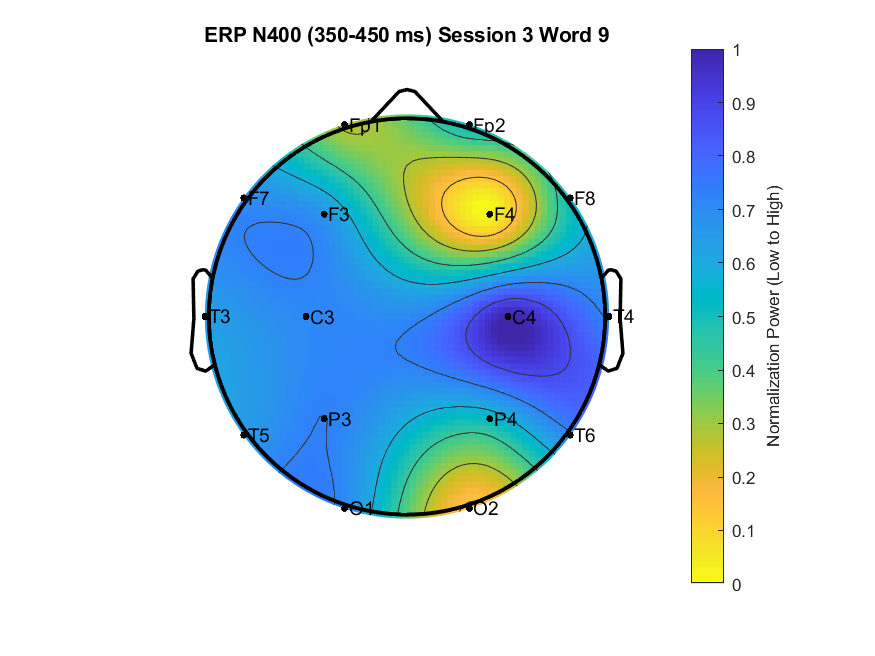 ERP N400 (350-450 ms) Session 3 Word 9
Fp1
Fp2
F7
F3
F4
F8
T3
C3
C4
T4
T5
P3
P4
T6
O1
O2
1
0.9
0.8
0.7
0.6
0.5
0.4
0.3
0.2
0.1
0
Normalization Power (Low to High)